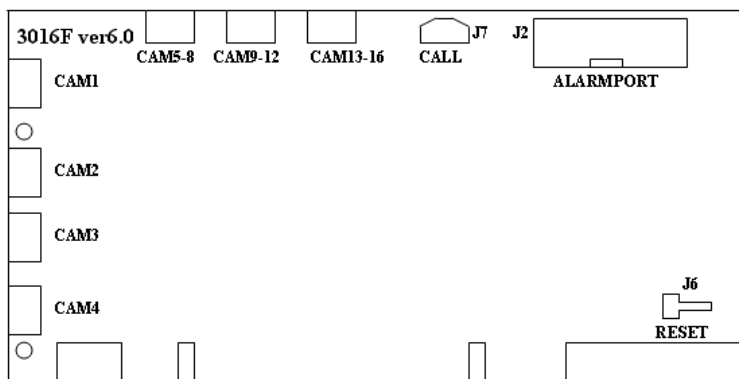 3016F ver6.0
CAM5-8
CAM9-12
CAM13-16
CALL
J7
J2
ALARMPORT
CAM1
CAM2
CAM3
CAM4
J6
RESET